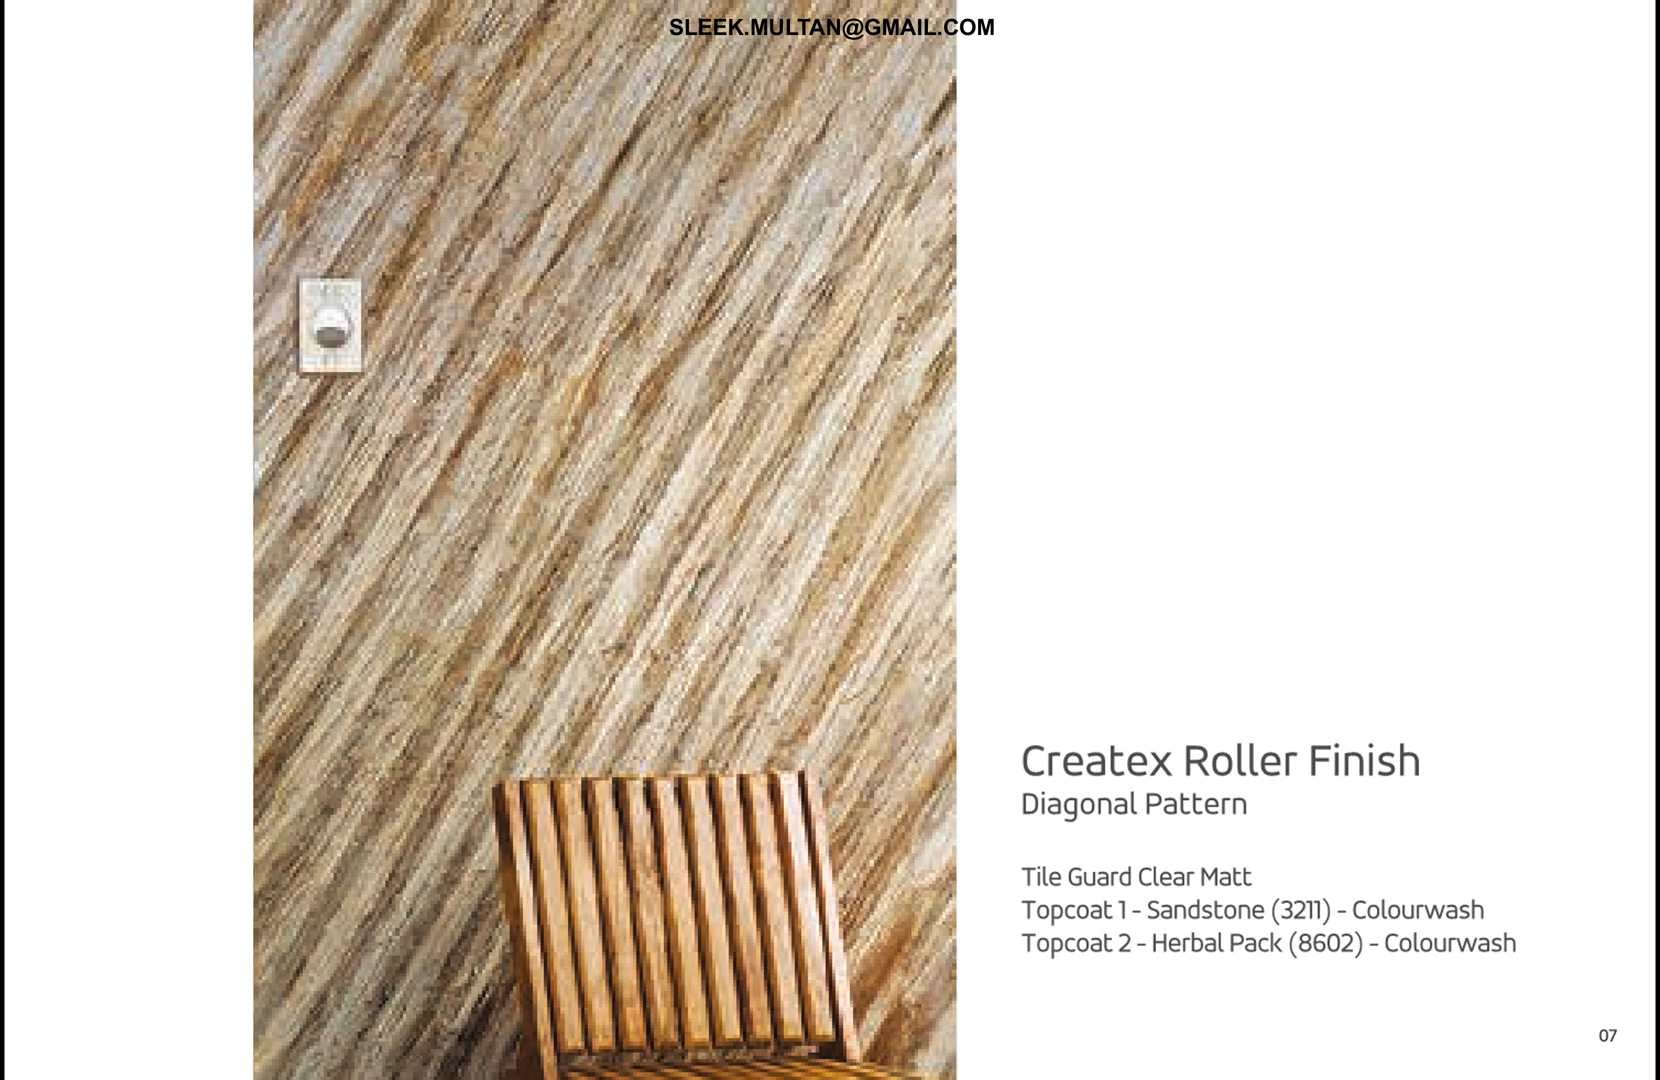 SLEEK.MULTAN@GMAIL.COM
Createx Roller Finish
Diagonal Pattern
Tile Guard Clear Matt
Topcoat 1 - Sandstone (3211) - Colourwash
Topcoat 2 - Herbal Pack (8602) - Colourwash
07